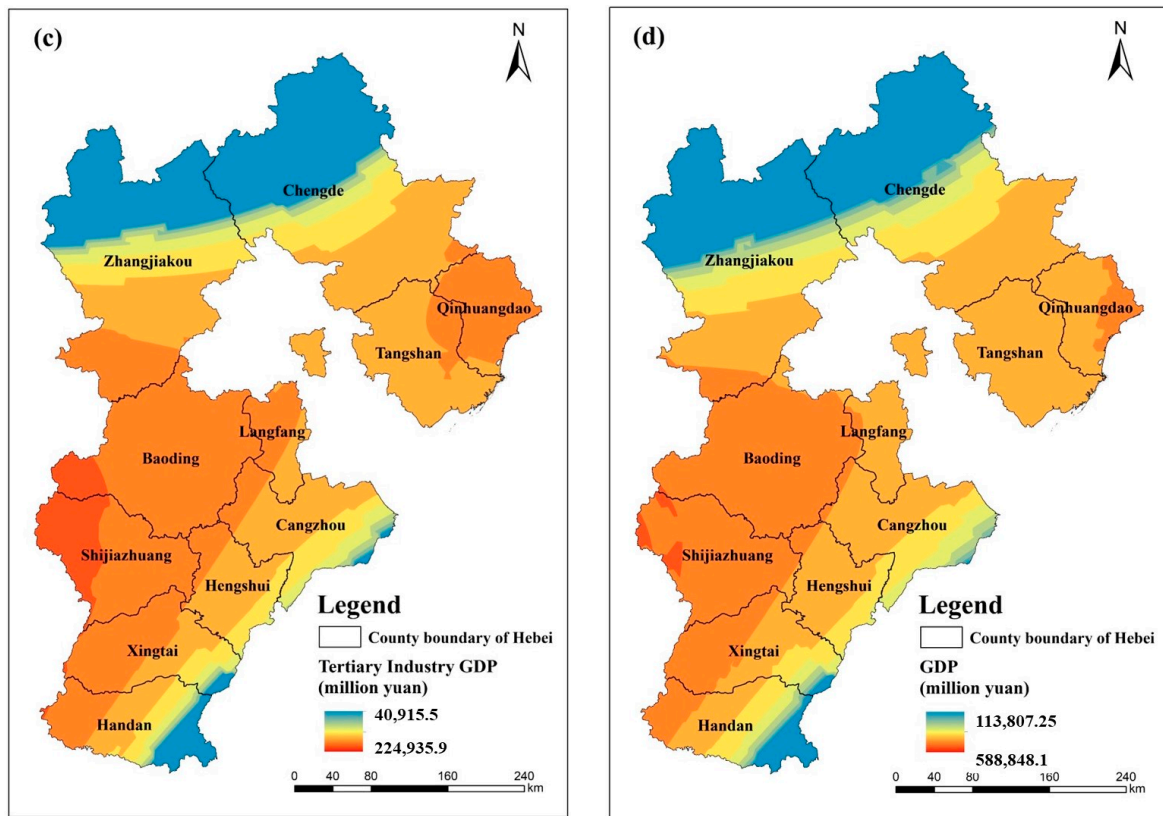 (c)
N
Chengde
Zhangjiakou
Qinhuangdao
Tangshan
Langfang
Baoding
Cangzhou
Shijiazhuang
Hengshui
Xingtai
Handan
Legend
County boundary of Hebei
Tertiary Industry GDP
(million yuan)
40,915.5
224,935.9
0 40 80 160 240
km
(d)
N
Chengde
Zhangjiakou
Qinhuangdao
Tangshan
Langfang
Baoding
Cangzhou
Shijiazhuang
Hengshui
Xingtai
Handan
Legend
County boundary of Hebei
GDP
(million yuan)
113,807.25
588,848.1
0 40 80 160 240
km